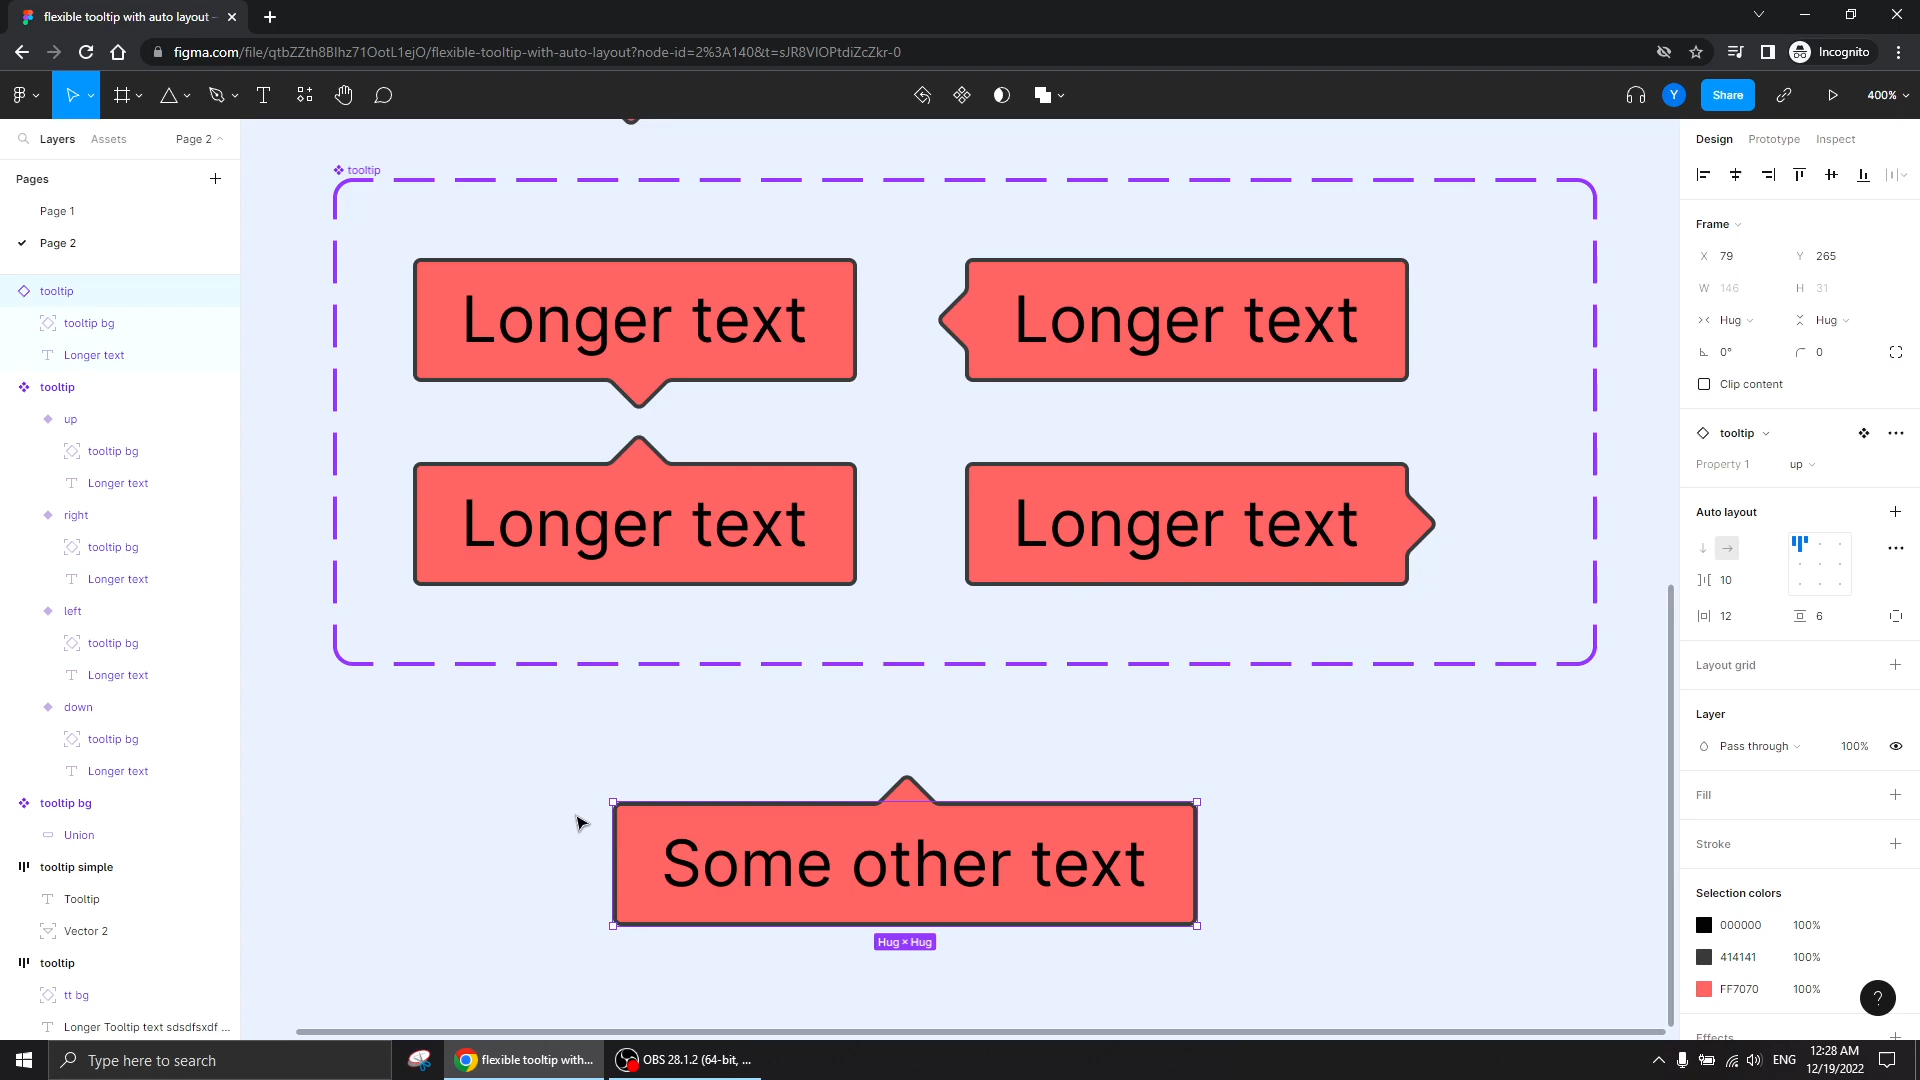 flexible tooltip with auto layout -
figma.com/file/qtbZZth8Blhz71OotL1ejO/flexible-tooltip-with-auto-layout?node-id=2%3A140&t=sJR8VlOPtdiZcZkr-0
Incognito
Y
Share
400%
Layers
Assets
Page 2
Pages
Page 1
Page 2
tooltip
tooltip bg
Longer text
tooltip
up
tooltip bg
Longer text
right
tooltip bg
Longer text
left
tooltip bg
Longer text
down
tooltip bg
Longer text
tooltip bg
Union
tooltip simple
Tooltip
Vector 2
tooltip
tt bg
Longer Tooltip text sdsdfsxdf ...
tooltip
Longer text
Longer text
Longer text
Longer text
Some other text
Hug × Hug
Design
Prototype
Inspect
Frame
X 79
Y 265
W 146
H 31
Hug
Hug
0°
0
Clip content
tooltip
Property 1
up
Auto layout
10
12
6
Layout grid
Layer
Pass through
100%
Fill
Stroke
Selection colors
000000 100%
414141 100%
FF7070 100%
?
Effects
Type here to search
flexible tooltip with...
OBS 28.1.2 (64-bit, ...
ENG
12:28 AM
12/19/2022